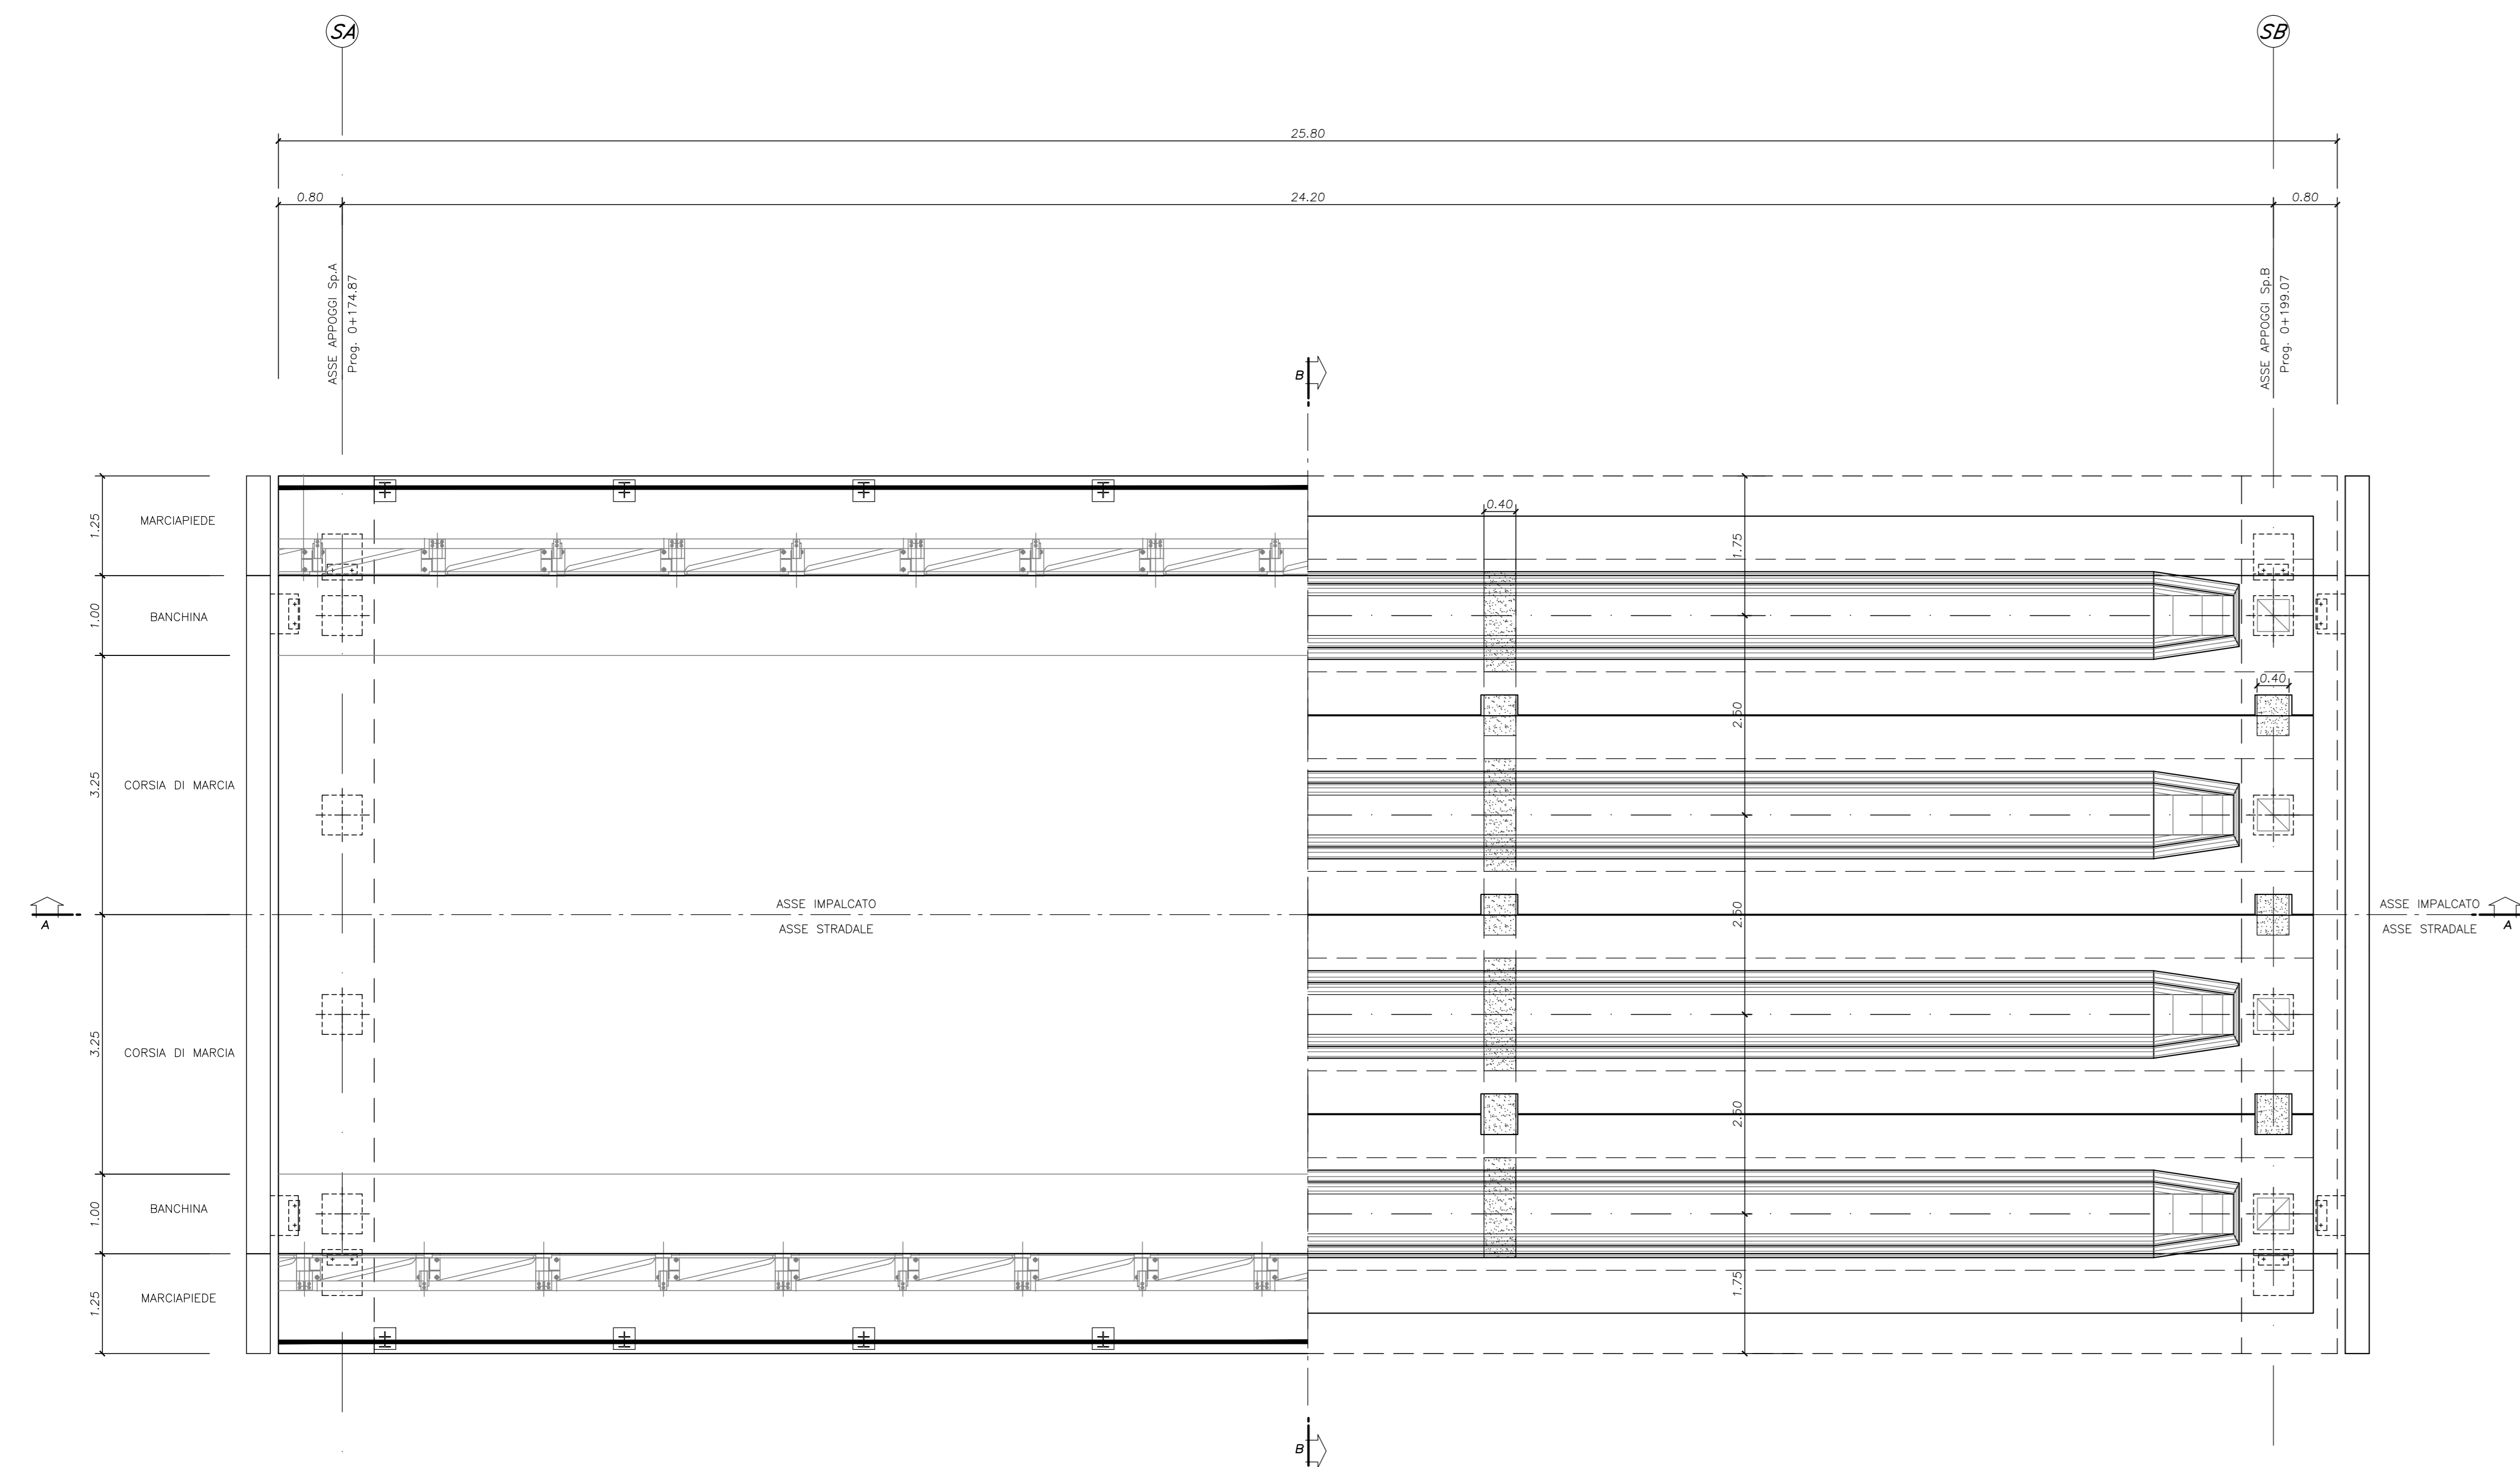 SA
SB
25.80
0.80
24.20
0.80
ASSE APPOGGI Sp.A
Prog. 0+174.87
ASSE APPOGGI Sp.B
Prog. 0+199.07
B
1.25
MARCIAPIEDE
0.40
1.75
1.00
BANCHINA
0.40
2.50
3.25
CORSIA DI MARCIA
ASSE IMPALCATO
ASSE STRADALE
2.50
ASSE IMPALCATO
ASSE STRADALE
A
A
3.25
CORSIA DI MARCIA
2.50
1.00
BANCHINA
1.25
MARCIAPIEDE
1.75
B